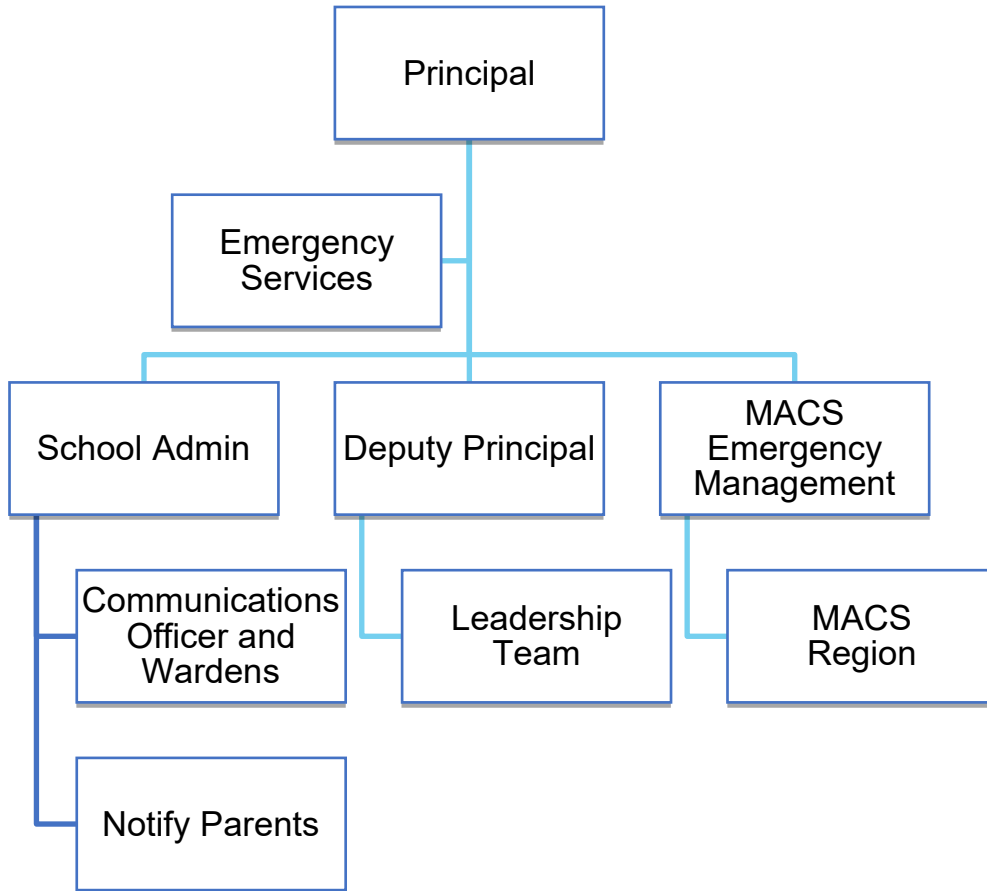 Principal
Emergency
Services
School Admin
Deputy Principal
MACS
Emergency
Management
Communications
Officer and
Wardens
Leadership
Team
MACS
Region
Notify Parents